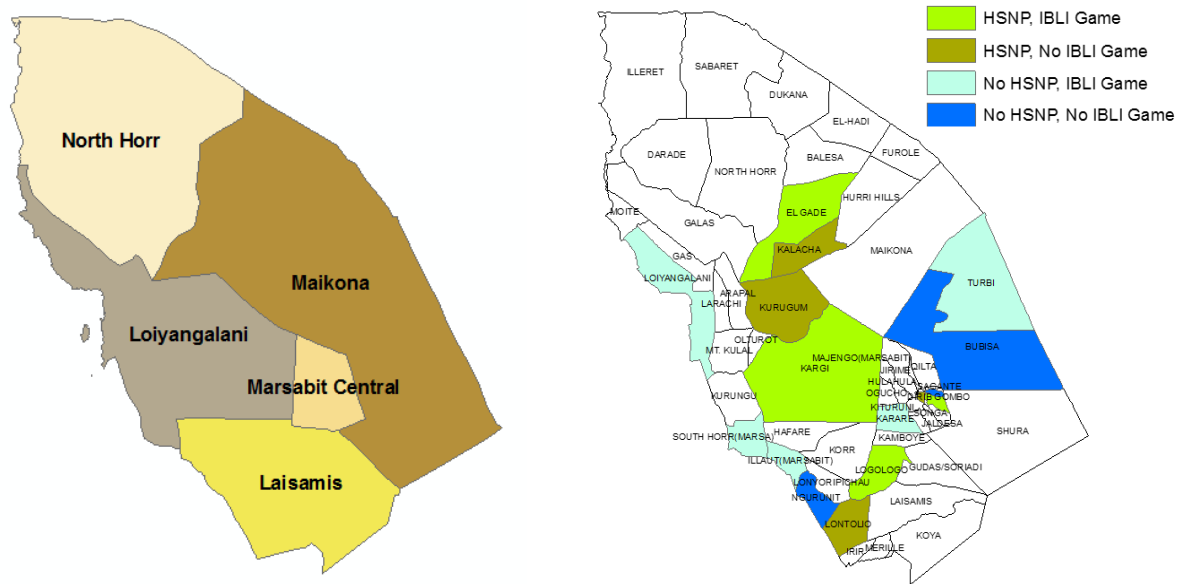 North Horr
Maikona
Loiyangalani
Marsabit Central
Laisamis
HSNP, IBLI Game
HSNP, No IBLI Game
No HSNP, IBLI Game
No HSNP, No IBLI Game
ILLERET
SABARET
DUKANA
EL-HADI
FUROLE
DARADE
NORTH HORR
BALESA
HURRI HILLS
MOITE
GALAS
EL GADE
KALACHA
MAIKONA
GAS
LOIYANGALANI
LARACHI
ARAPAL
KURUGUM
TURBI
MT. KULAL
OLTUROT
BUBISA
MAJENGO(MARSABIT)
KARGI
JIRIME
QILTA
HULAHULA
OGUCHO
KURUNGU
KITURUNI
KARARE
SONGA
JALDESA
SHURA
SOUTH HORR(MARSA)
HAFARE
KORR
KAMBOYE
ILLAUT(MARSABIT)
LOGOLOGO
GUDAS/SORIADI
LONYORIPICHAU
NGURUNIT
LAISAMIS
LONTOLIO
KOYA
IRIR
MERILLE